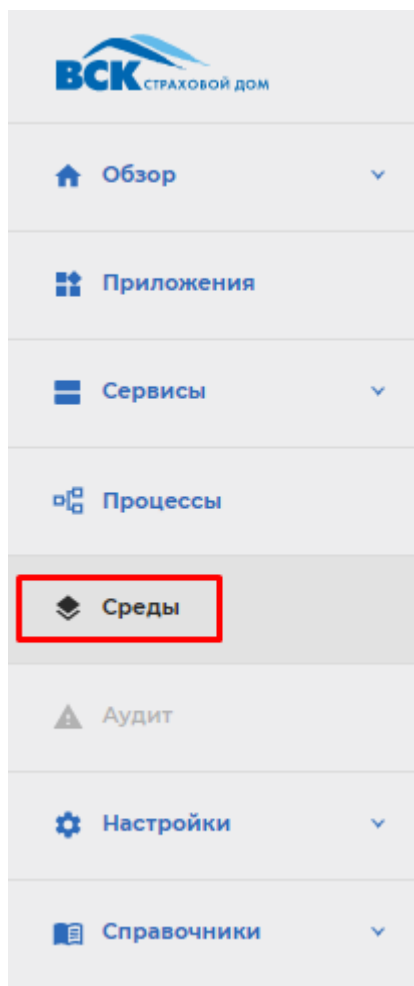 ВСК СТРАХОВОЙ ДОМ
Обзор
Приложения
Сервисы
Процессы
Среды
Аудит
Настройки
Справочники